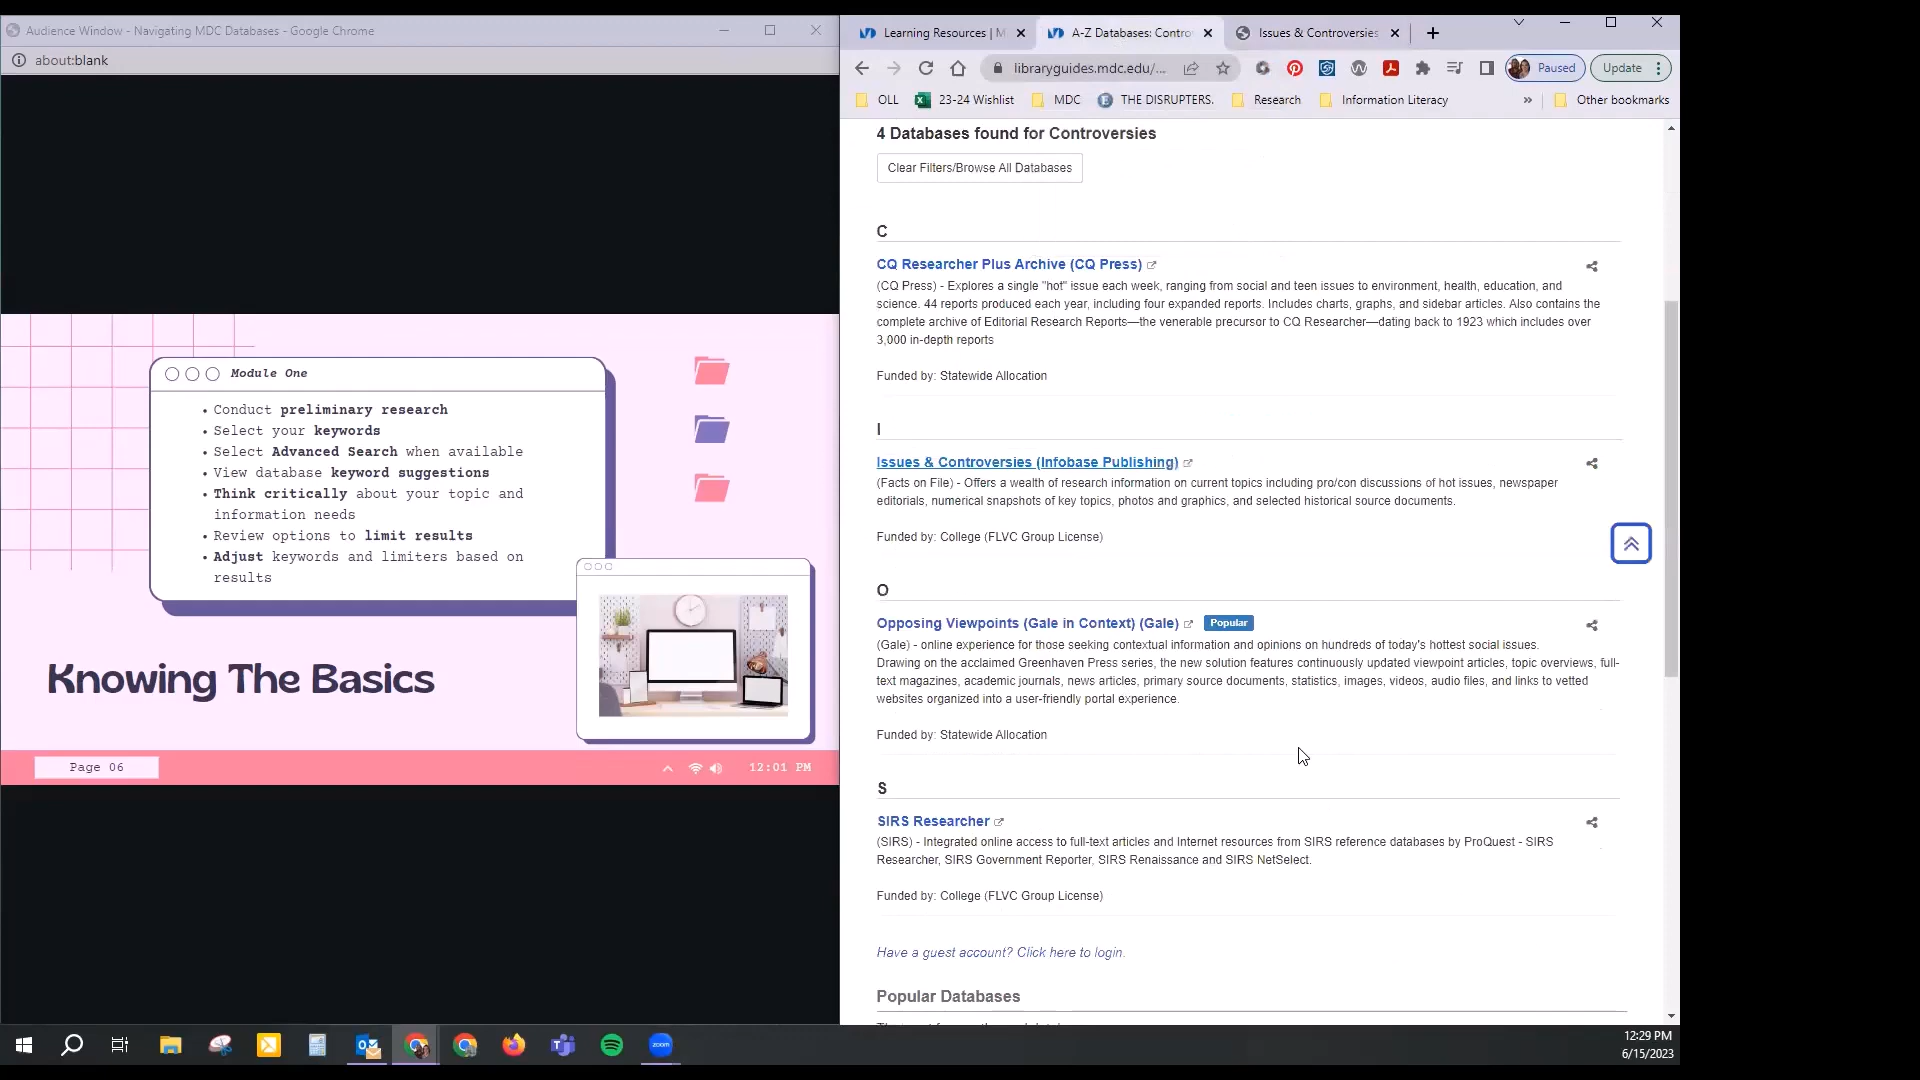 Audience Window - Navigating MDC Databases - Google Chrome
about:blank
Module One
• Conduct preliminary research
• Select your keywords
• Select Advanced Search when available
• View database keyword suggestions
• Think critically about your topic and
information needs
• Review options to limit results
• Adjust keywords and limiters based on
results
Knowing The Basics
Page 06
12:01 PM
Learning Resources | M
A-Z Databases: Contro
Issues & Controversies
libraryguides.mdc.edu/...
Paused
Update
OLL
23-24 Wishlist
MDC
THE DISRUPTERS.
Research
Information Literacy
»
Other bookmarks
4 Databases found for Controversies
Clear Filters/Browse All Databases
C
CQ Researcher Plus Archive (CQ Press)
(CQ Press) - Explores a single "hot" issue each week, ranging from social and teen issues to environment, health, education, and
science. 44 reports produced each year, including four expanded reports. Includes charts, graphs, and sidebar articles. Also contains the
complete archive of Editorial Research Reports—the venerable precursor to CQ Researcher—dating back to 1923 which includes over
3,000 in-depth reports
Funded by: Statewide Allocation
I
Issues & Controversies (Infobase Publishing)
(Facts on File) - Offers a wealth of research information on current topics including pro/con discussions of hot issues, newspaper
editorials, numerical snapshots of key topics, photos and graphics, and selected historical source documents.
Funded by: College (FLVC Group License)
O
Opposing Viewpoints (Gale in Context) (Gale) Popular
(Gale) - online experience for those seeking contextual information and opinions on hundreds of today's hottest social issues.
Drawing on the acclaimed Greenhaven Press series, the new solution features continuously updated viewpoint articles, topic overviews, full-
text magazines, academic journals, news articles, primary source documents, statistics, images, videos, audio files, and links to vetted
websites organized into a user-friendly portal experience.
Funded by: Statewide Allocation
S
SIRS Researcher
(SIRS) - Integrated online access to full-text articles and Internet resources from SIRS reference databases by ProQuest - SIRS
Researcher, SIRS Government Reporter, SIRS Renaissance and SIRS NetSelect.
Funded by: College (FLVC Group License)
Have a guest account? Click here to login.
Popular Databases
zoom
12:29 PM
6/15/2023